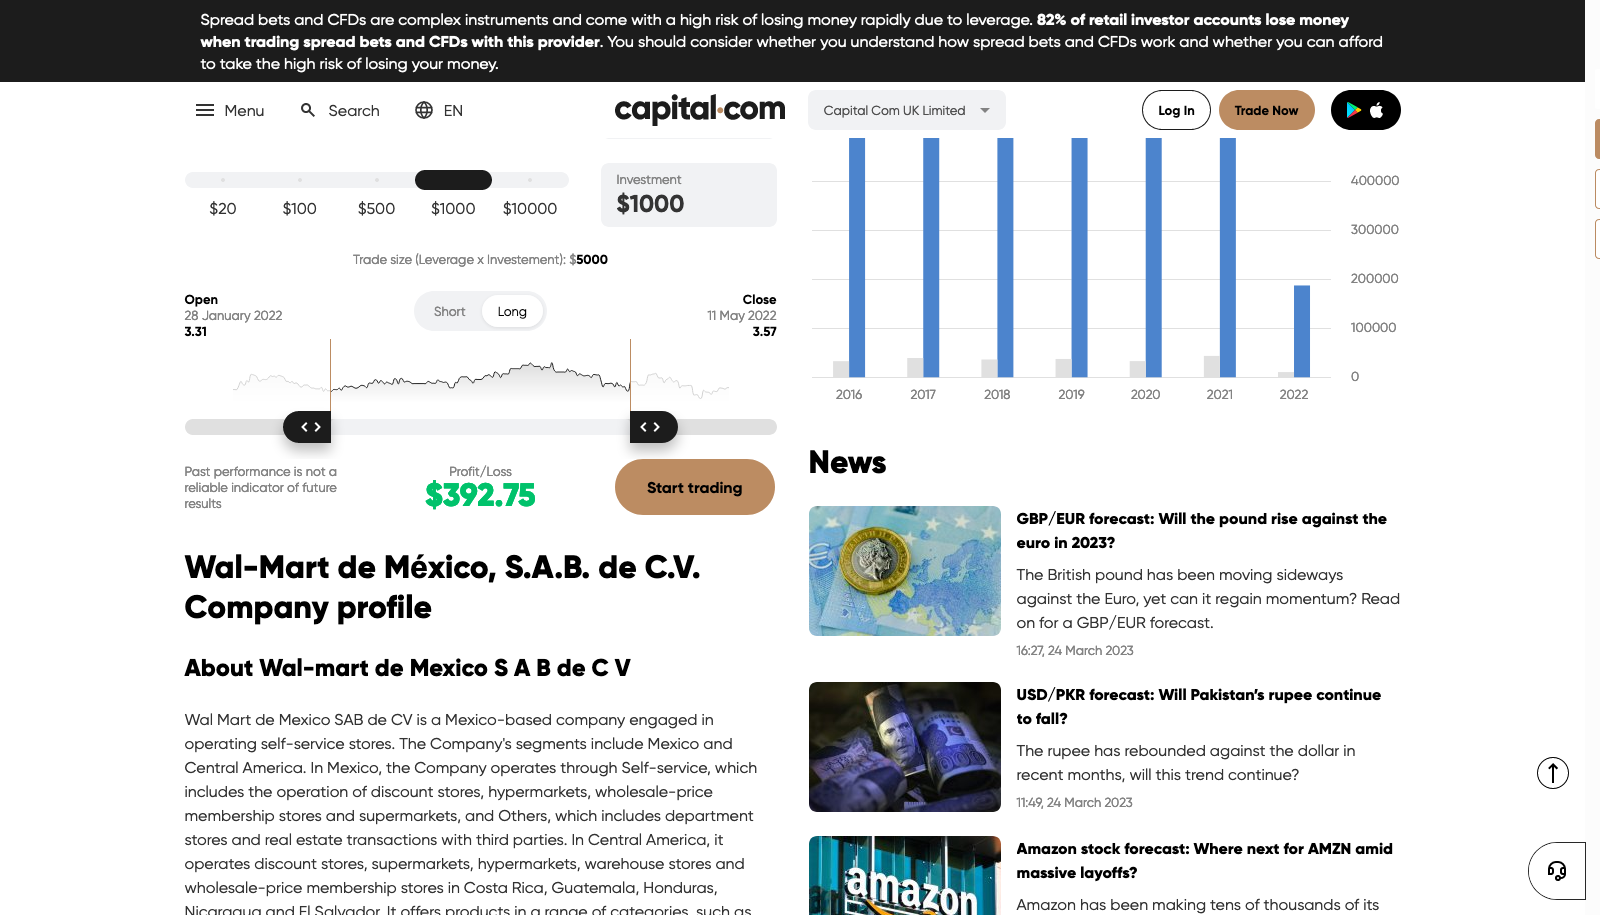 Spread bets and CFDs are complex instruments and come with a high risk of losing money rapidly due to leverage. 82% of retail investor accounts lose money
when trading spread bets and CFDs with this provider. You should consider whether you understand how spread bets and CFDs work and whether you can afford
to take the high risk of losing your money.
Menu
Search
EN
capital.com
Capital Com UK Limited
Log In
Trade Now
$20
$100
$500
$1000
$10000
Investment
$1000
Trade size (Leverage x Investement): $5000
Open
28 January 2022
3.31
Short
Long
Close
11 May 2022
3.57
Past performance is not a
reliable indicator of future
results
Profit/Loss
$392.75
Start trading
Wal-Mart de México, S.A.B. de C.V.
Company profile
About Wal-mart de Mexico S A B de C V
Wal Mart de Mexico SAB de CV is a Mexico-based company engaged in
operating self-service stores. The Company's segments include Mexico and
Central America. In Mexico, the Company operates through Self-service, which
includes the operation of discount stores, hypermarkets, wholesale-price
membership stores and supermarkets, and Others, which includes department
stores and real estate transactions with third parties. In Central America, it
operates discount stores, supermarkets, hypermarkets, warehouse stores and
wholesale-price membership stores in Costa Rica, Guatemala, Honduras,
Nicaragua and El Salvador. It offers products in a range of categories, such as
400000
300000
200000
100000
0
2016
2017
2018
2019
2020
2021
2022
News
GBP/EUR forecast: Will the pound rise against the
euro in 2023?
The British pound has been moving sideways
against the Euro, yet can it regain momentum? Read
on for a GBP/EUR forecast.
16:27, 24 March 2023
USD/PKR forecast: Will Pakistan’s rupee continue
to fall?
The rupee has rebounded against the dollar in
recent months, will this trend continue?
11:49, 24 March 2023
amazon
Amazon stock forecast: Where next for AMZN amid
massive layoffs?
Amazon has been making tens of thousands of its